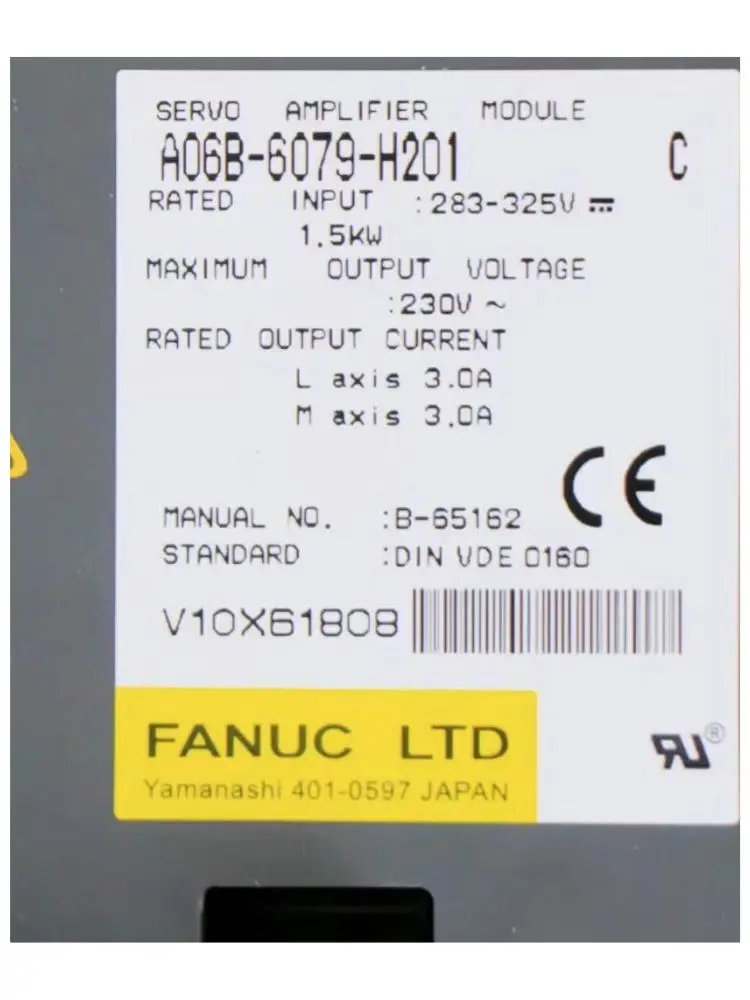 SERVO AMPLIFIER MODULE
A06B-6079-H201 C
RATED INPUT :283-325V ⎓
1.5KW
MAXIMUM OUTPUT VOLTAGE
:230V ~
RATED OUTPUT CURRENT
L axis 3.0A
M axis 3.0A
CE
MANUAL NO. :B-65162
STANDARD :DIN VDE 0160
V10X61808
FANUC LTD
Yamanashi 401-0597 JAPAN
RU®